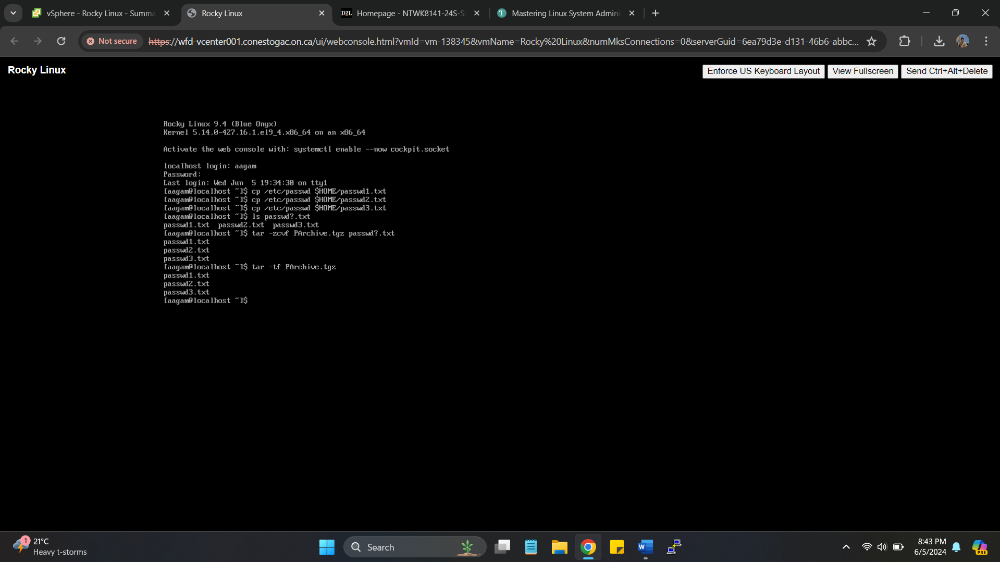 vSphere - Rocky Linux - Summa
Rocky Linux
D2L Homepage - NTWK8141-24S-S
Mastering Linux System Admini
Not secure https://wfd-vcenter001.conestogac.on.ca/ui/webconsole.html?vmId=vm-138345&vmName=Rocky%20Linux&numMksConnections=0&serverGuid=6ea79d3e-d131-46b6-abbc...
Rocky Linux
Enforce US Keyboard Layout View Fullscreen Send Ctrl+Alt+Delete
Rocky Linux 9.4 (Blue Onyx)
Kernel 5.14.0-427.16.1.el9_4.x86_64 on an x86_64
Activate the web console with: systemctl enable --now cockpit.socket
localhost login: aagam
Password:
Last login: Wed Jun  5 19:34:30 on tty1
[aagam@localhost ~]$ cp /etc/passwd $HOME/passwd1.txt
[aagam@localhost ~]$ cp /etc/passwd $HOME/passwd2.txt
[aagam@localhost ~]$ cp /etc/passwd $HOME/passwd3.txt
[aagam@localhost ~]$ ls passwd?.txt
passwd1.txt  passwd2.txt  passwd3.txt
[aagam@localhost ~]$ tar -zcvf PArchive.tgz passwd?.txt
passwd1.txt
passwd2.txt
passwd3.txt
[aagam@localhost ~]$ tar -tf PArchive.tgz
passwd1.txt
passwd2.txt
passwd3.txt
[aagam@localhost ~]$
1
21°C
Heavy t-storms
Search
W
8:43 PM
6/5/2024
PRE